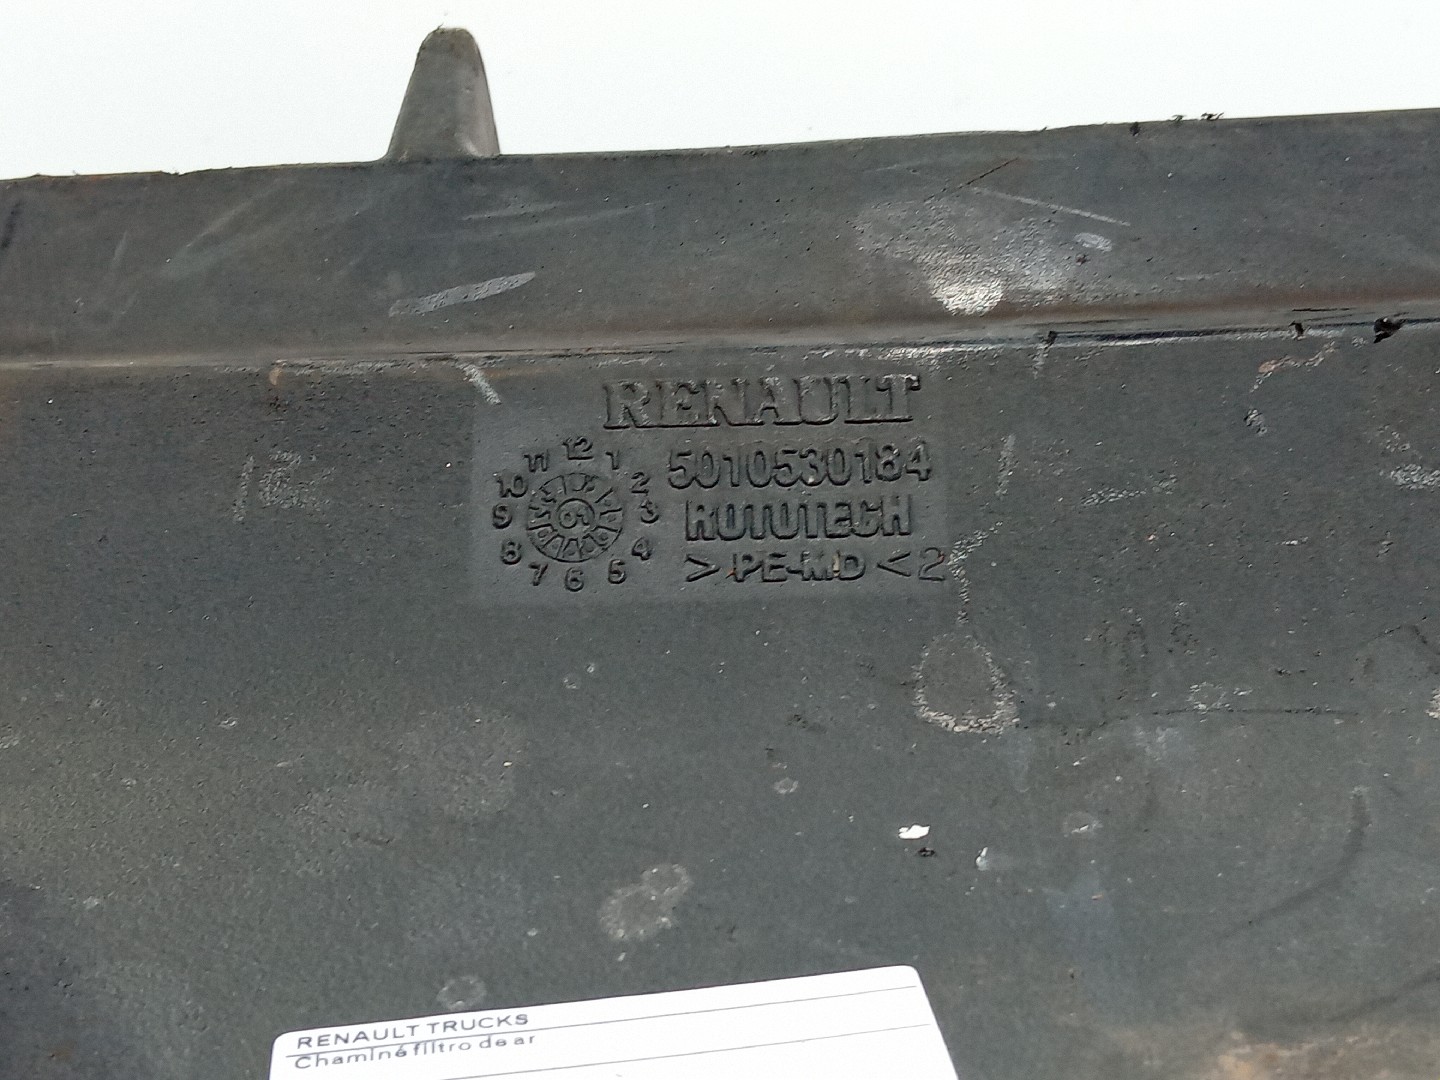 RENAULT
5010530184
ROTOTECH
>PE-MD<2
12
1
2
3
4
5
6
7
8
9
10
11
RENAULT TRUCKS
Chaminé filtro de ar